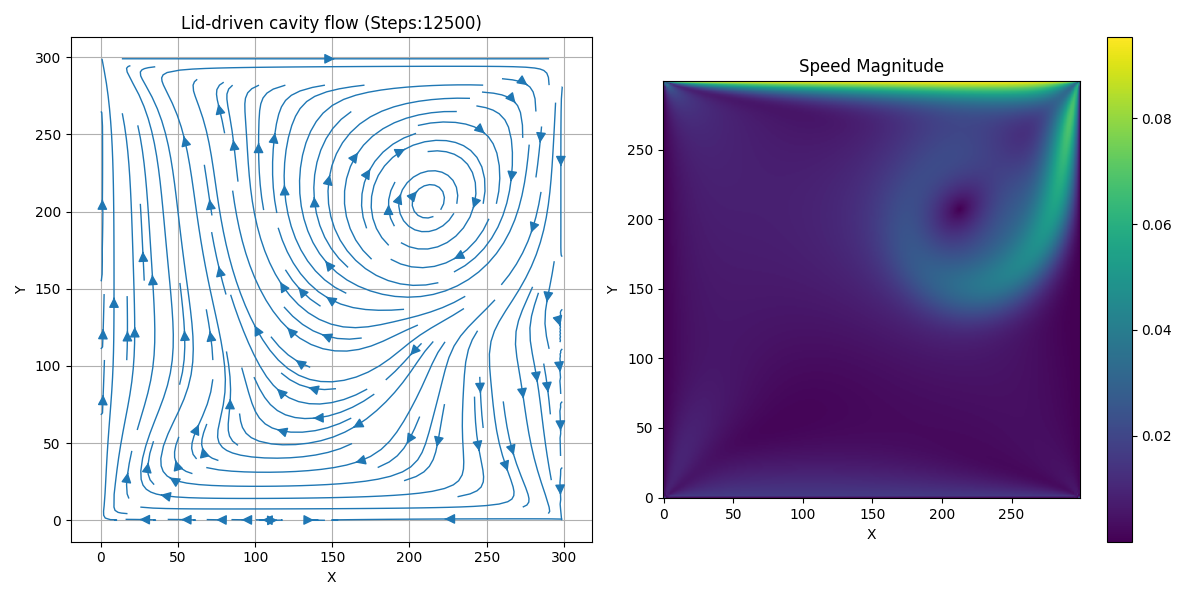 Lid-driven cavity flow (Steps:12500)
300
250
200
150
100
50
0
Y
0 50 100 150 200 250 300
X
Speed Magnitude
250
200
150
100
50
0
Y
0 50 100 150 200 250
X
0.08
0.06
0.04
0.02